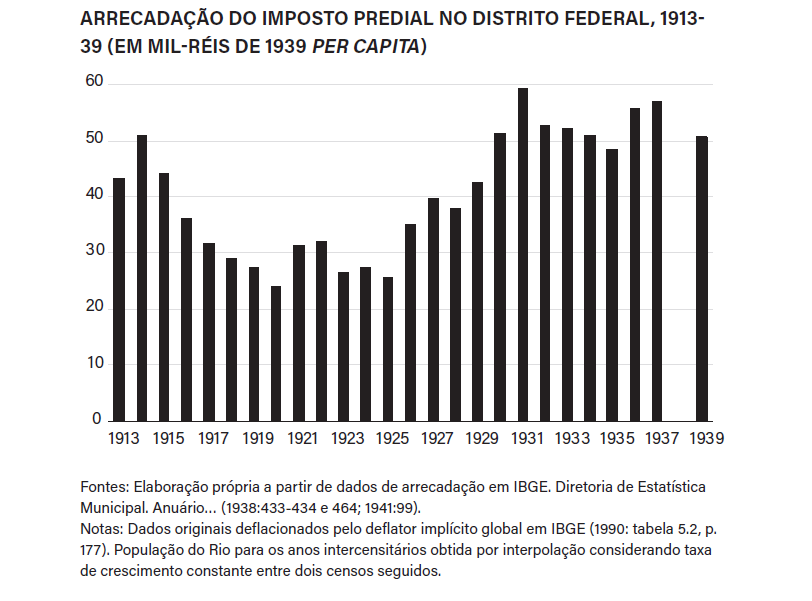 ARRECADAÇÃO DO IMPOSTO PREDIAL NO DISTRITO FEDERAL, 1913-
39 (EM MIL-RÉIS DE 1939 PER CAPITA)
60
50
40
30
20
10
0
1913 1915 1917 1919 1921 1923 1925 1927 1929 1931 1933 1935 1937 1939
Fontes: Elaboração própria a partir de dados de arrecadação em IBGE. Diretoria de Estatística
Municipal. Anuário... (1938:433-434 e 464; 1941:99).
Notas: Dados originais deflacionados pelo deflator implícito global em IBGE (1990: tabela 5.2, p.
177). População do Rio para os anos intercensitários obtida por interpolação considerando taxa
de crescimento constante entre dois censos seguidos.